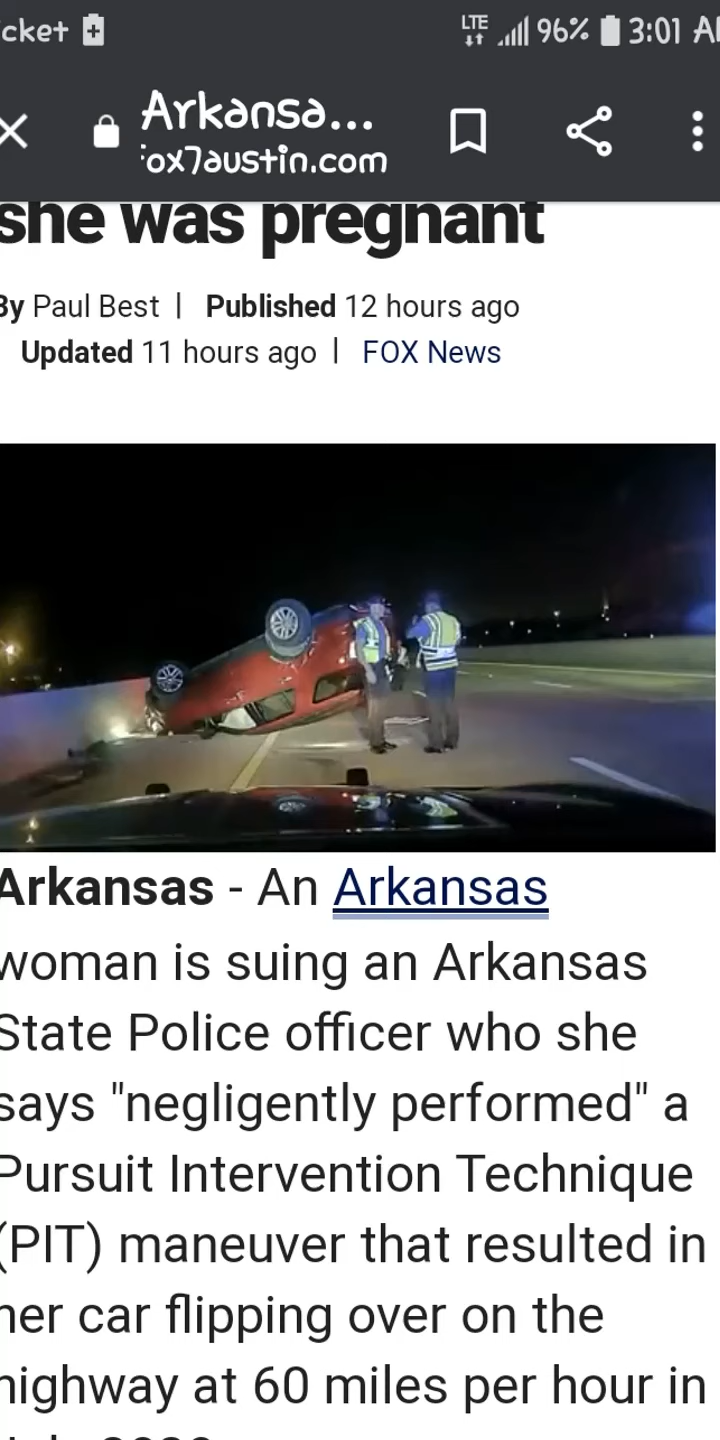 cket
LTE 96% 3:01 A
Arkansa...
fox7austin.com
she was pregnant
By Paul Best | Published 12 hours ago
Updated 11 hours ago | FOX News
Arkansas - An Arkansas
woman is suing an Arkansas
State Police officer who she
says "negligently performed" a
Pursuit Intervention Technique
(PIT) maneuver that resulted in
her car flipping over on the
highway at 60 miles per hour in